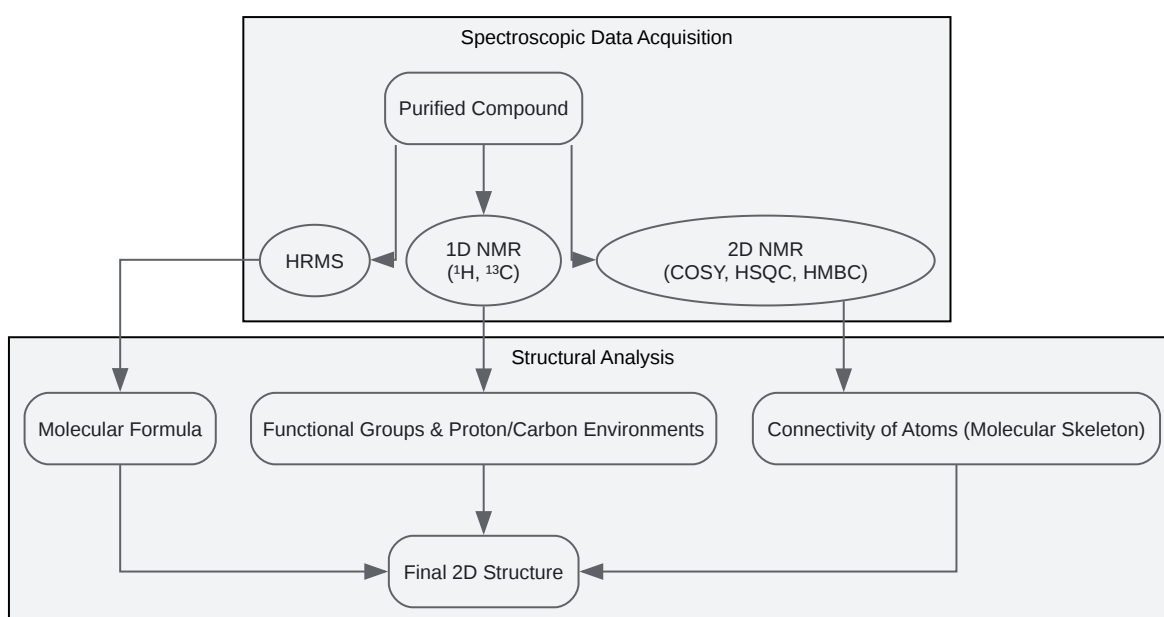 Spectroscopic Data Acquisition
Purified Compound
HRMS
1D NMR
(¹H, ¹³C)
2D NMR
(COSY, HSQC, HMBC)
Structural Analysis
Molecular Formula
Functional Groups & Proton/Carbon Environments
Connectivity of Atoms (Molecular Skeleton)
Final 2D Structure